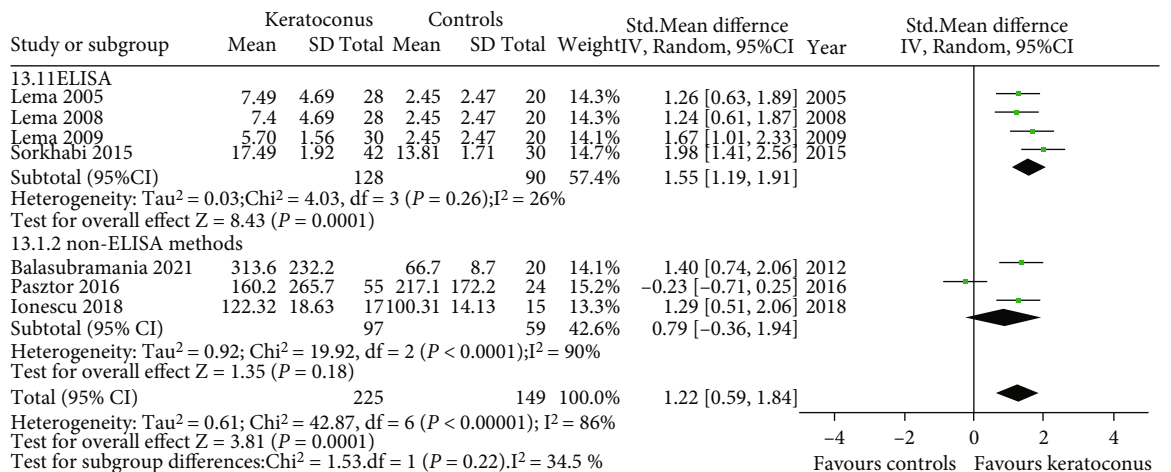 Keratoconus Controls Std.Mean differnce Std.Mean differnce
Study or subgroup Mean SD Total Mean SD Total Weight IV, Random, 95%CI Year IV, Random, 95%CI
13.11ELISA
Lema 2005 7.49 4.69 28 2.45 2.47 20 14.3% 1.26 [0.63, 1.89] 2005
Lema 2008 7.4 4.69 28 2.45 2.47 20 14.3% 1.24 [0.61, 1.87] 2008
Lema 2009 5.70 1.56 30 2.45 2.47 20 14.1% 1.67 [1.01, 2.33] 2009
Sorkhabi 2015 17.49 1.92 42 13.81 1.71 30 14.7% 1.98 [1.41, 2.56] 2015
Subtotal (95%CI) 128 90 57.4% 1.55 [1.19, 1.91]
Heterogeneity: Tau² = 0.03;Chi² = 4.03, df = 3 (P = 0.26);I² = 26%
Test for overall effect Z = 8.43 (P = 0.0001)
13.1.2 non-ELISA methods
Balasubramania 2021 313.6 232.2 66.7 8.7 20 14.1% 1.40 [0.74, 2.06] 2012
Pasztor 2016 160.2 265.7 55 217.1 172.2 24 15.2% −0.23 [−0.71, 0.25] 2016
Ionescu 2018 122.32 18.63 17 100.31 14.13 15 13.3% 1.29 [0.51, 2.06] 2018
Subtotal (95% CI) 97 59 42.6% 0.79 [−0.36, 1.94]
Heterogeneity: Tau² = 0.92; Chi² = 19.92, df = 2 (P < 0.0001);I² = 90%
Test for overall effect Z = 1.35 (P = 0.18)
Total (95% CI) 225 149 100.0% 1.22 [0.59, 1.84]
Heterogeneity: Tau² = 0.61; Chi² = 42.87, df = 6 (P < 0.00001); I² = 86%
Test for overall effect Z = 3.81 (P = 0.0001)
Test for subgroup differences:Chi² = 1.53.df = 1 (P = 0.22).I² = 34.5 %
−4 −2 0 2 4
Favours controls Favours keratoconus